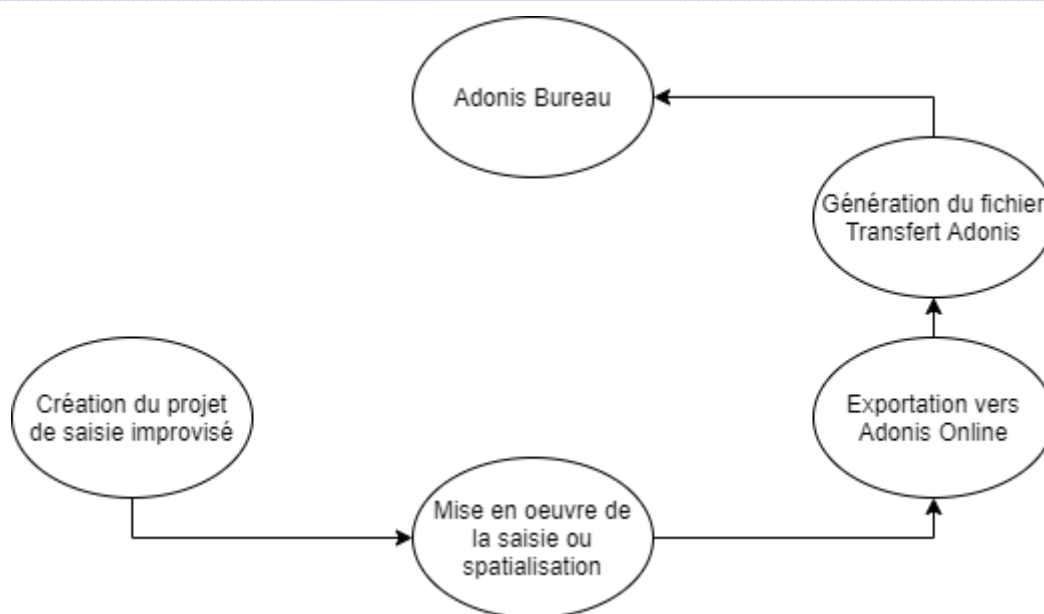 Adonis Bureau
Génération du fichier
Transfert Adonis
Création du projet
de saisie improvisé
Exportation vers
Adonis Online
Mise en oeuvre de
la saisie ou
spatialisation